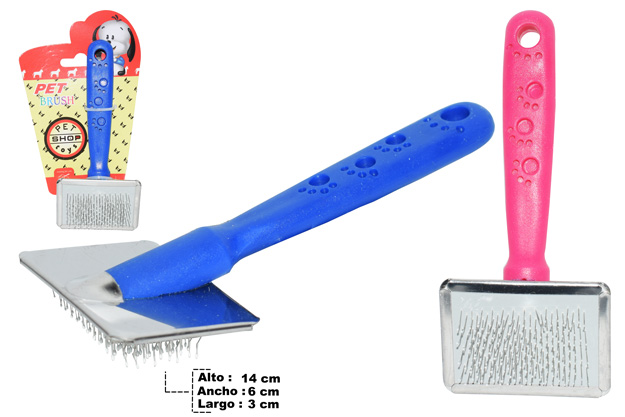 PET
BRUSH
PET
SHOP
TOYS
Alto : 14 cm
Ancho : 6 cm
Largo : 3 cm